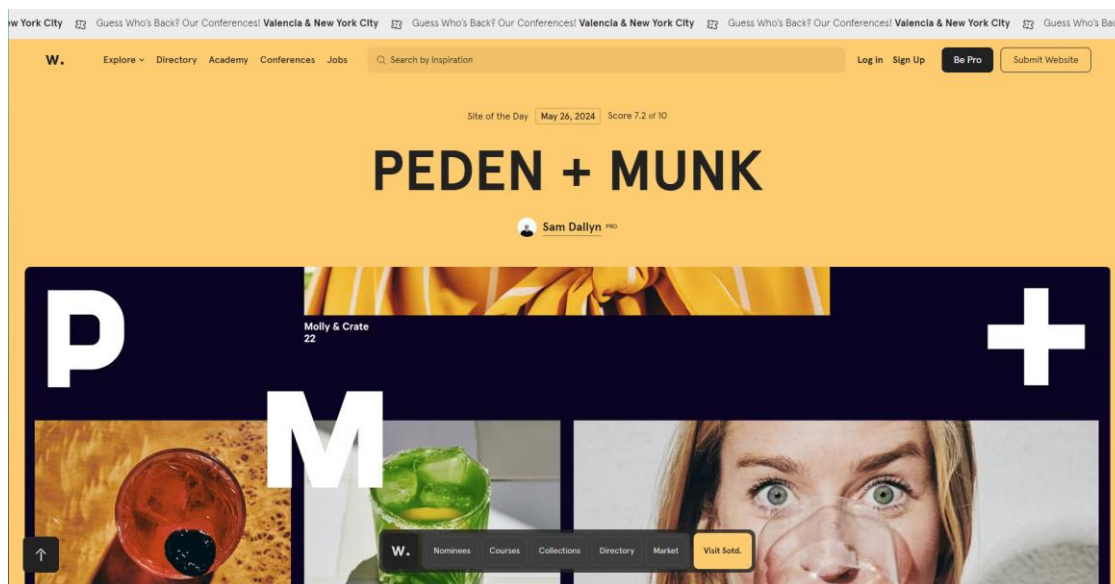 w York City Guess Who's Back? Our Conferences! Valencia & New York City Guess Who's Back? Our Conferences! Valencia & New York City Guess Who's Back? Our Conferences! Valencia & New York City Guess Who's Bac
W. Explore Directory Academy Conferences Jobs Search by Inspiration Log in Sign Up Be Pro Submit Website
Site of the Day May 26, 2024 Score 7.2 of 10
PEDEN + MUNK
Sam Dallyn PRO
P +
Molly & Crate
22
M
W. Nominees Courses Collections Directory Market Visit Sotd.